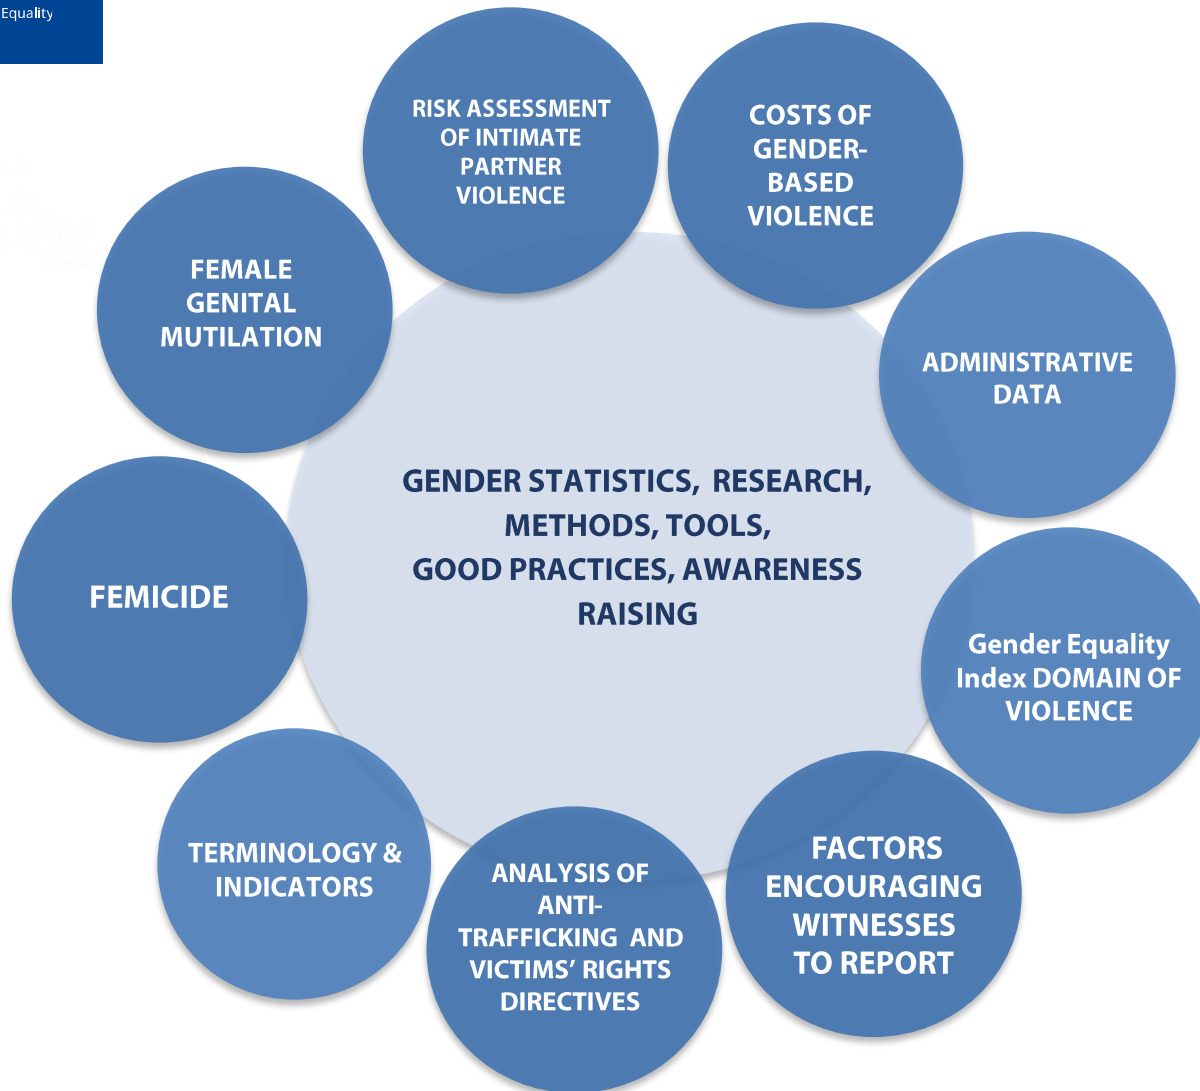 Equality
RISK ASSESSMENT
OF INTIMATE
PARTNER
VIOLENCE
COSTS OF
GENDER-
BASED
VIOLENCE
FEMALE
GENITAL
MUTILATION
ADMINISTRATIVE
DATA
GENDER STATISTICS, RESEARCH,
METHODS, TOOLS,
GOOD PRACTICES, AWARENESS
RAISING
FEMICIDE
Gender Equality
Index DOMAIN OF
VIOLENCE
TERMINOLOGY &
INDICATORS
ANALYSIS OF
ANTI-
TRAFFICKING AND
VICTIMS’ RIGHTS
DIRECTIVES
FACTORS
ENCOURAGING
WITNESSES
TO REPORT